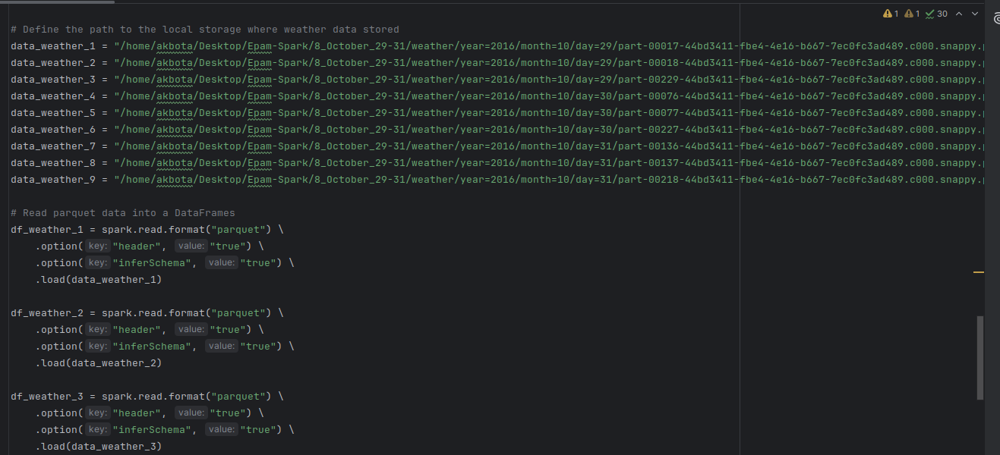 1 1 30
# Define the path to the local storage where weather data stored
data_weather_1 = "/home/akbota/Desktop/Epam-Spark/8_October_29-31/weather/year=2016/month=10/day=29/part-00017-44bd3411-fbe4-4e16-b667-7ec0fc3ad489.c000.snappy.
data_weather_2 = "/home/akbota/Desktop/Epam-Spark/8_October_29-31/weather/year=2016/month=10/day=29/part-00018-44bd3411-fbe4-4e16-b667-7ec0fc3ad489.c000.snappy.
data_weather_3 = "/home/akbota/Desktop/Epam-Spark/8_October_29-31/weather/year=2016/month=10/day=29/part-00229-44bd3411-fbe4-4e16-b667-7ec0fc3ad489.c000.snappy.
data_weather_4 = "/home/akbota/Desktop/Epam-Spark/8_October_29-31/weather/year=2016/month=10/day=30/part-00076-44bd3411-fbe4-4e16-b667-7ec0fc3ad489.c000.snappy.
data_weather_5 = "/home/akbota/Desktop/Epam-Spark/8_October_29-31/weather/year=2016/month=10/day=30/part-00077-44bd3411-fbe4-4e16-b667-7ec0fc3ad489.c000.snappy.
data_weather_6 = "/home/akbota/Desktop/Epam-Spark/8_October_29-31/weather/year=2016/month=10/day=30/part-00227-44bd3411-fbe4-4e16-b667-7ec0fc3ad489.c000.snappy.
data_weather_7 = "/home/akbota/Desktop/Epam-Spark/8_October_29-31/weather/year=2016/month=10/day=31/part-00136-44bd3411-fbe4-4e16-b667-7ec0fc3ad489.c000.snappy.
data_weather_8 = "/home/akbota/Desktop/Epam-Spark/8_October_29-31/weather/year=2016/month=10/day=31/part-00137-44bd3411-fbe4-4e16-b667-7ec0fc3ad489.c000.snappy.
data_weather_9 = "/home/akbota/Desktop/Epam-Spark/8_October_29-31/weather/year=2016/month=10/day=31/part-00218-44bd3411-fbe4-4e16-b667-7ec0fc3ad489.c000.snappy.
# Read parquet data into a DataFrames
df_weather_1 = spark.read.format("parquet") \
.option( key: "header", value: "true") \
.option( key: "inferSchema", value: "true") \
.load(data_weather_1)
df_weather_2 = spark.read.format("parquet") \
.option( key: "header", value: "true") \
.option( key: "inferSchema", value: "true") \
.load(data_weather_2)
df_weather_3 = spark.read.format("parquet") \
.option( key: "header", value: "true") \
.option( key: "inferSchema", value: "true") \
.load(data_weather_3)